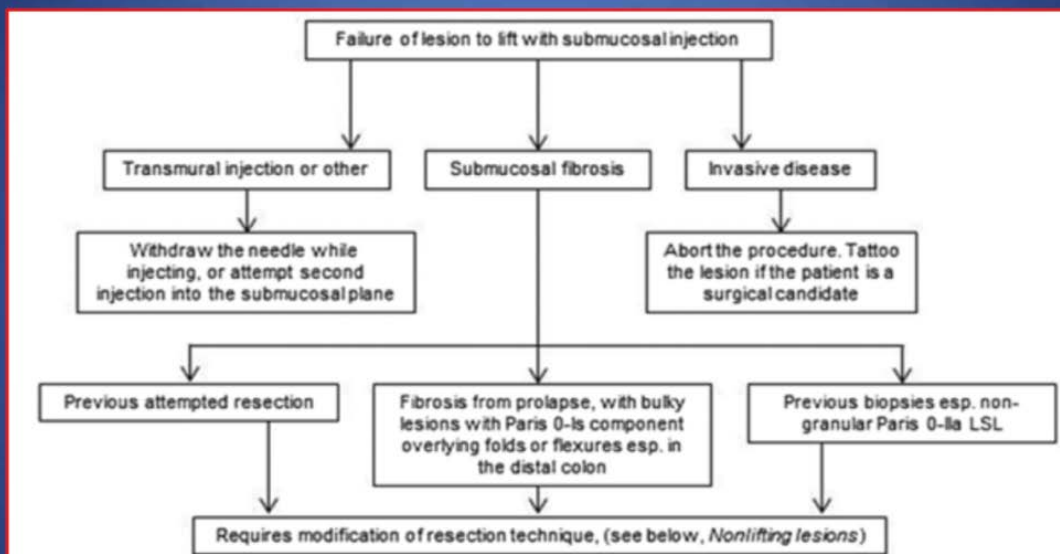 Failure of lesion to lift with submucosal injection
Transmural injection or other
Submucosal fibrosis
Invasive disease
Withdraw the needle while
injecting, or attempt second
injection into the submucosal plane
Abort the procedure. Tattoo
the lesion if the patient is a
surgical candidate
Previous attempted resection
Fibrosis from prolapse, with bulky
lesions with Paris 0-Is component
overlying folds or flexures esp. in
the distal colon
Previous biopsies esp. non-
granular Paris 0-IIa LSL
Requires modification of resection technique, (see below, Nonlifting lesions)